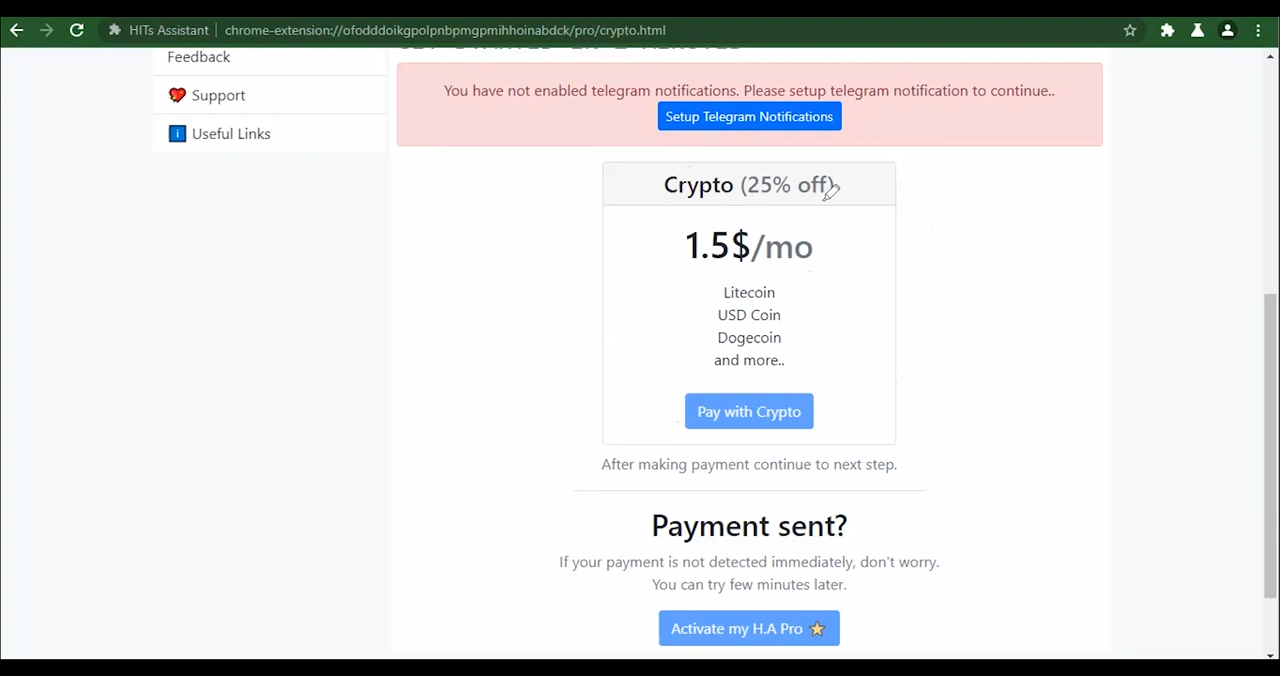 HITs Assistant
chrome-extension://ofodddoikgpolpnbpmgpmihhoinabdck/pro/crypto.html
Feedback
Support
Useful Links
You have not enabled telegram notifications. Please setup telegram notification to continue..
Setup Telegram Notifications
Crypto (25% off)
1.5$/mo
Litecoin
USD Coin
Dogecoin
and more..
Pay with Crypto
After making payment continue to next step.
Payment sent?
If your payment is not detected immediately, don't worry.
You can try few minutes later.
Activate my H.A Pro